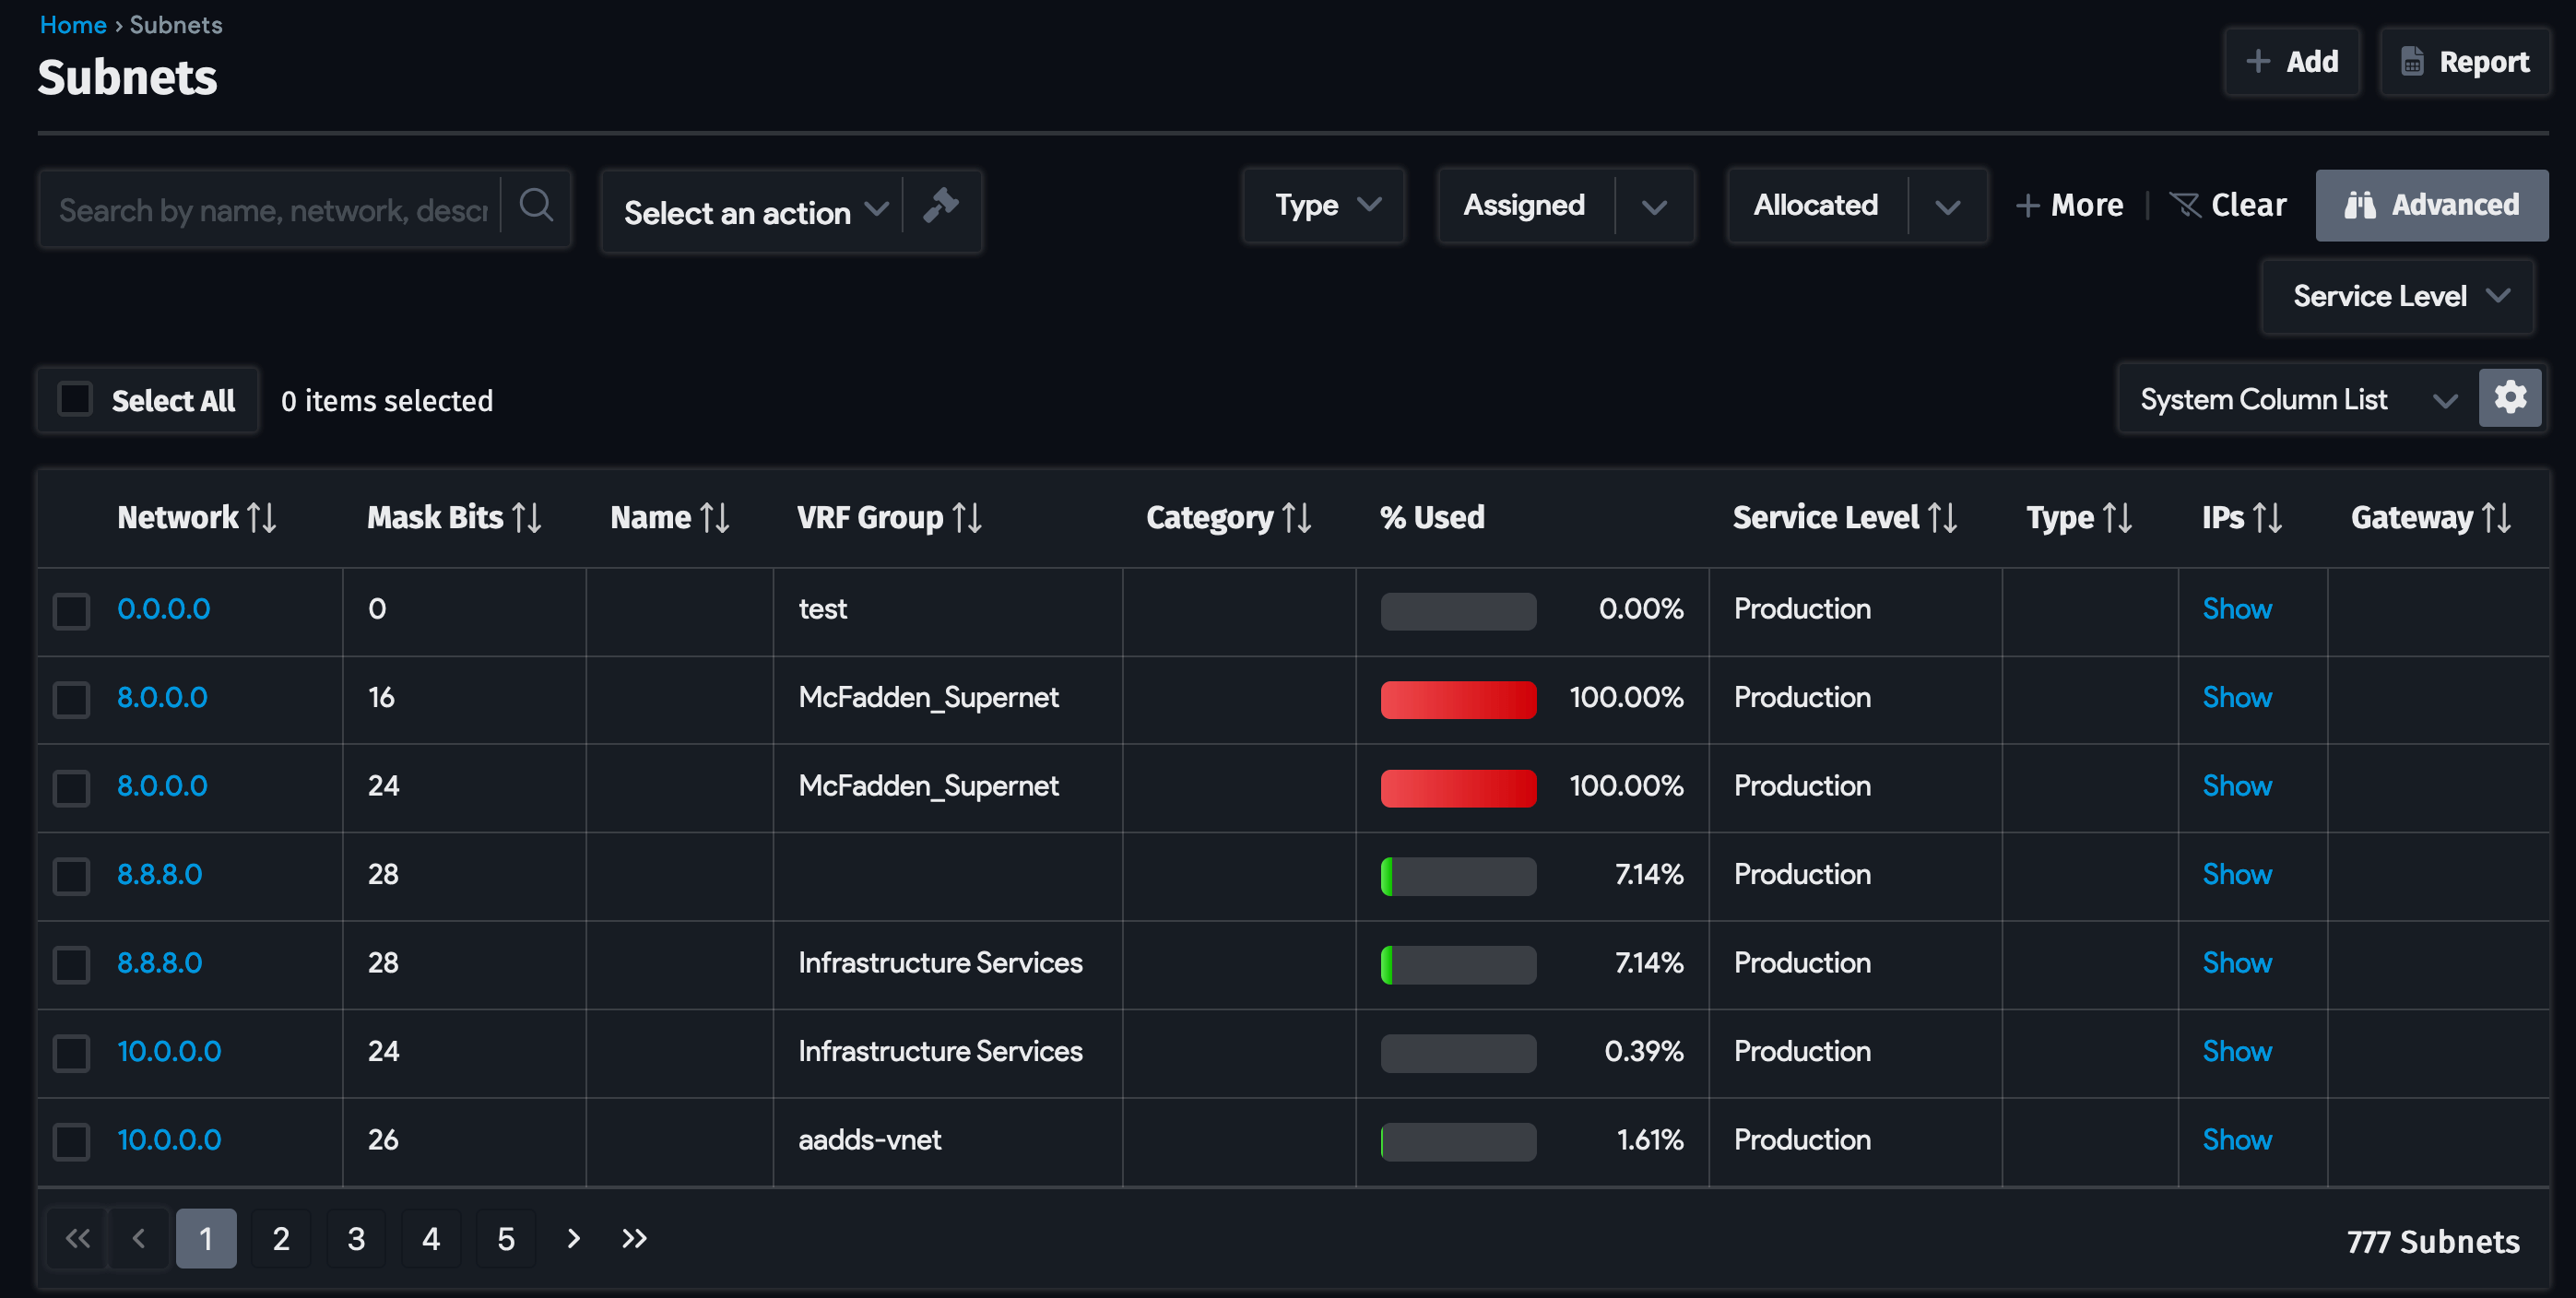 Home › Subnets
Subnets
+ Add
Report
Search by name, network, descr
Select an action
Type
Assigned
Allocated
+ More | Clear
Advanced
Service Level
Select All
0 items selected
System Column List
Network Mask Bits Name VRF Group Category % Used Service Level Type IPs Gateway
0.0.0.0 0 test 0.00% Production Show
8.0.0.0 16 McFadden_Supernet 100.00% Production Show
8.0.0.0 24 McFadden_Supernet 100.00% Production Show
8.8.8.0 28 7.14% Production Show
8.8.8.0 28 Infrastructure Services 7.14% Production Show
10.0.0.0 24 Infrastructure Services 0.39% Production Show
10.0.0.0 26 aadds-vnet 1.61% Production Show
« ‹ 1 2 3 4 5 › »
777 Subnets